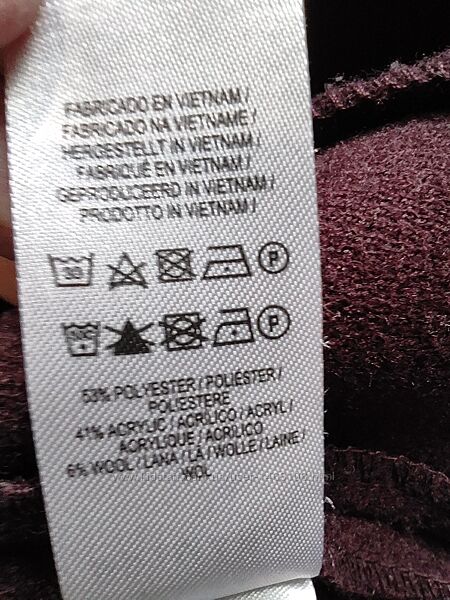 FABRICADO EN VIETNAM /
FABRICADO NA VIETNAME /
HERGESTELLT IN VIETNAM /
FABRIQUÉ EN VIETNAM /
GEPRODUCEERD IN VIETNAM /
PRODOTTO IN VIETNAM /
30 P
P
53% POLYESTER / POLIÉSTER /
POLIESTERE
41% ACRYLIC / ACRÍLICO / ACRYL /
ACRYLIQUE / ACRILICO
6% WOOL / LANA / LÃ / WOLLE / LAINE /
WOL